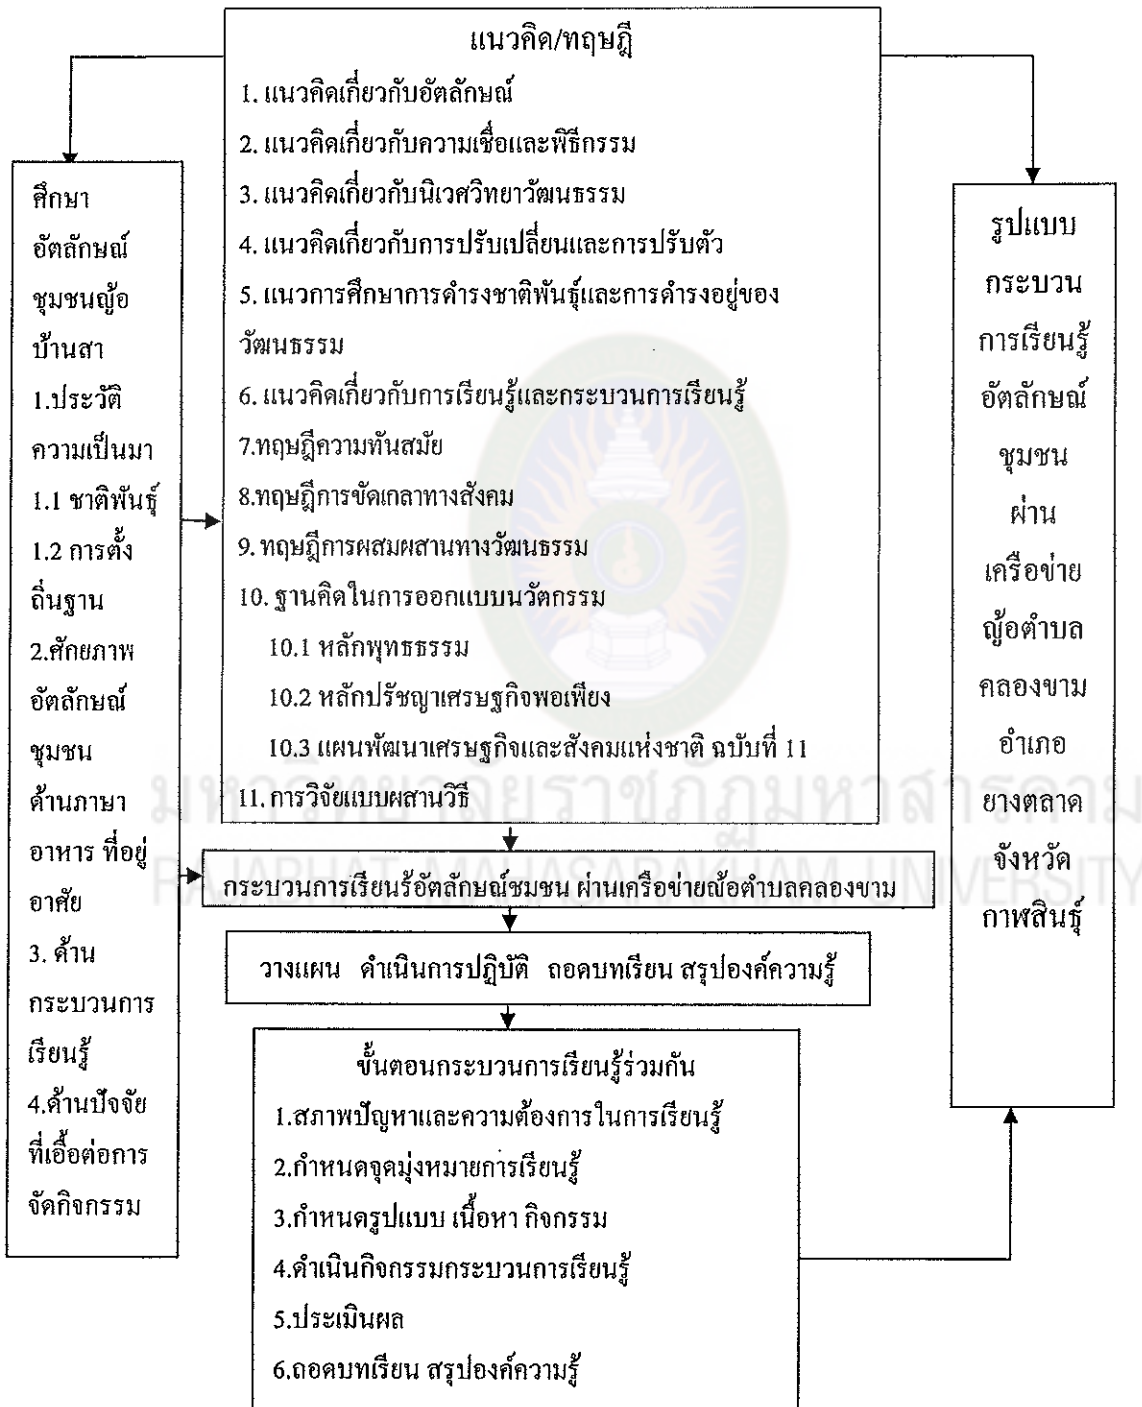 แนวคิด/ทฤษฎี
1. แนวคิดเกี่ยวกับอัตลักษณ์
2. แนวคิดเกี่ยวกับความเชื่อและพิธีกรรม
3. แนวคิดเกี่ยวกับนิเวศวิทยาวัฒนธรรม
4. แนวคิดเกี่ยวกับการปรับเปลี่ยนและการปรับตัว
5. แนวการศึกษาการดำรงชาติพันธุ์และการดำรงอยู่ของ
วัฒนธรรม
6. แนวคิดเกี่ยวกับการเรียนรู้และกระบวนการเรียนรู้
7.ทฤษฎีความทันสมัย
8.ทฤษฎีการขัดเกลาทางสังคม
9. ทฤษฎีการผสมผสานทางวัฒนธรรม
10. ฐานคิดในการออกแบบนวัตกรรม
10.1 หลักพุทธธรรม
10.2 หลักปรัชญาเศรษฐกิจพอเพียง
10.3 แผนพัฒนาเศรษฐกิจและสังคมแห่งชาติ ฉบับที่ 11
11. การวิจัยแบบผสานวิธี
ศึกษา
อัตลักษณ์
ชุมชนญ้อ
บ้านสา
1.ประวัติ
ความเป็นมา
1.1 ชาติพันธุ์
1.2 การตั้ง
ถิ่นฐาน
2.ศักยภาพ
อัตลักษณ์
ชุมชน
ด้านภาษา
อาหาร ที่อยู่
อาศัย
3. ด้าน
กระบวนการ
เรียนรู้
4.ด้านปัจจัย
ที่เอื้อต่อการ
จัดกิจกรรม
กระบวนการเรียนรู้อัตลักษณ์ชุมชน ผ่านเครือข่ายณ้อตำบลคลองขาม
วางแผน ดำเนินการปฏิบัติ ถอดบทเรียน สรุปองค์ความรู้
ขั้นตอนกระบวนการเรียนรู้ร่วมกัน
1.สภาพปัญหาและความต้องการในการเรียนรู้
2.กำหนดจุดมุ่งหมายการเรียนรู้
3.กำหนดรูปแบบ เนื้อหา กิจกรรม
4.ดำเนินกิจกรรมกระบวนการเรียนรู้
5.ประเมินผล
6.ถอดบทเรียน สรุปองค์ความรู้
รูปแบบ
กระบวน
การเรียนรู้
อัตลักษณ์
ชุมชน
ผ่าน
เครือข่าย
ญ้อตำบล
คลองขาม
อำเภอ
ยางตลาด
จังหวัด
กาฬสินธุ์
มหาวิทยาลัยราชภัฏมหาสารคาม
RAJABHAT MAHASARAKHAM UNIVERSITY